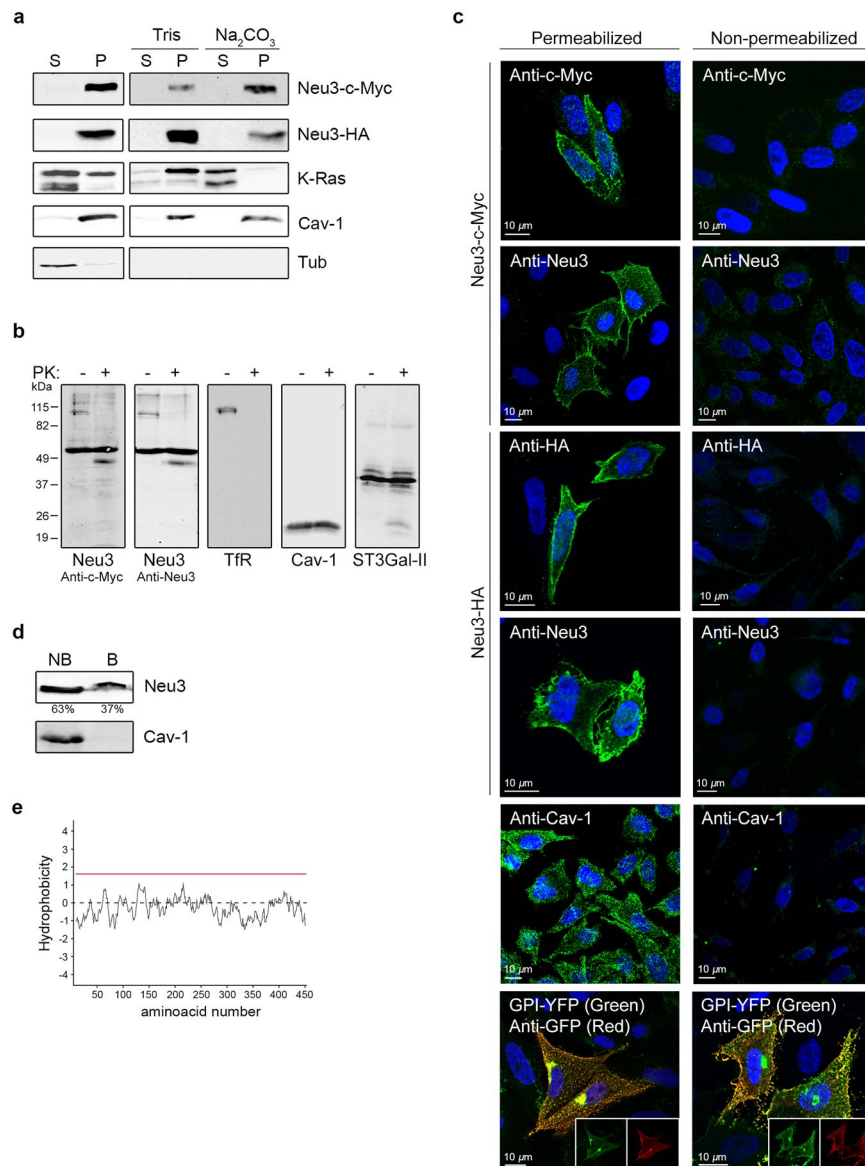 a
Tris Na2CO3
S P S P S P
Neu3-c-Myc
Neu3-HA
K-Ras
Cav-1
Tub
b
PK: - + - + - + - + - +
kDa
115
82
49
37
26
19
Neu3 Neu3 TfR Cav-1 ST3Gal-II
Anti-c-Myc Anti-Neu3
d
NB B
Neu3
63% 37%
Cav-1
e
4
3
2
1
0
-1
-2
-3
-4
Hydrophobicity
50 100 150 200 250 300 350 400 450
aminoacid number
c
Permeabilized Non-permeabilized
Neu3-c-Myc
Anti-c-Myc Anti-c-Myc
10 µm 10 µm
Anti-Neu3 Anti-Neu3
10 µm 10 µm
Neu3-HA
Anti-HA Anti-HA
10 µm 10 µm
Anti-Neu3 Anti-Neu3
10 µm 10 µm
Anti-Cav-1 Anti-Cav-1
10 µm 10 µm
GPI-YFP (Green) GPI-YFP (Green)
Anti-GFP (Red) Anti-GFP (Red)
10 µm 10 µm